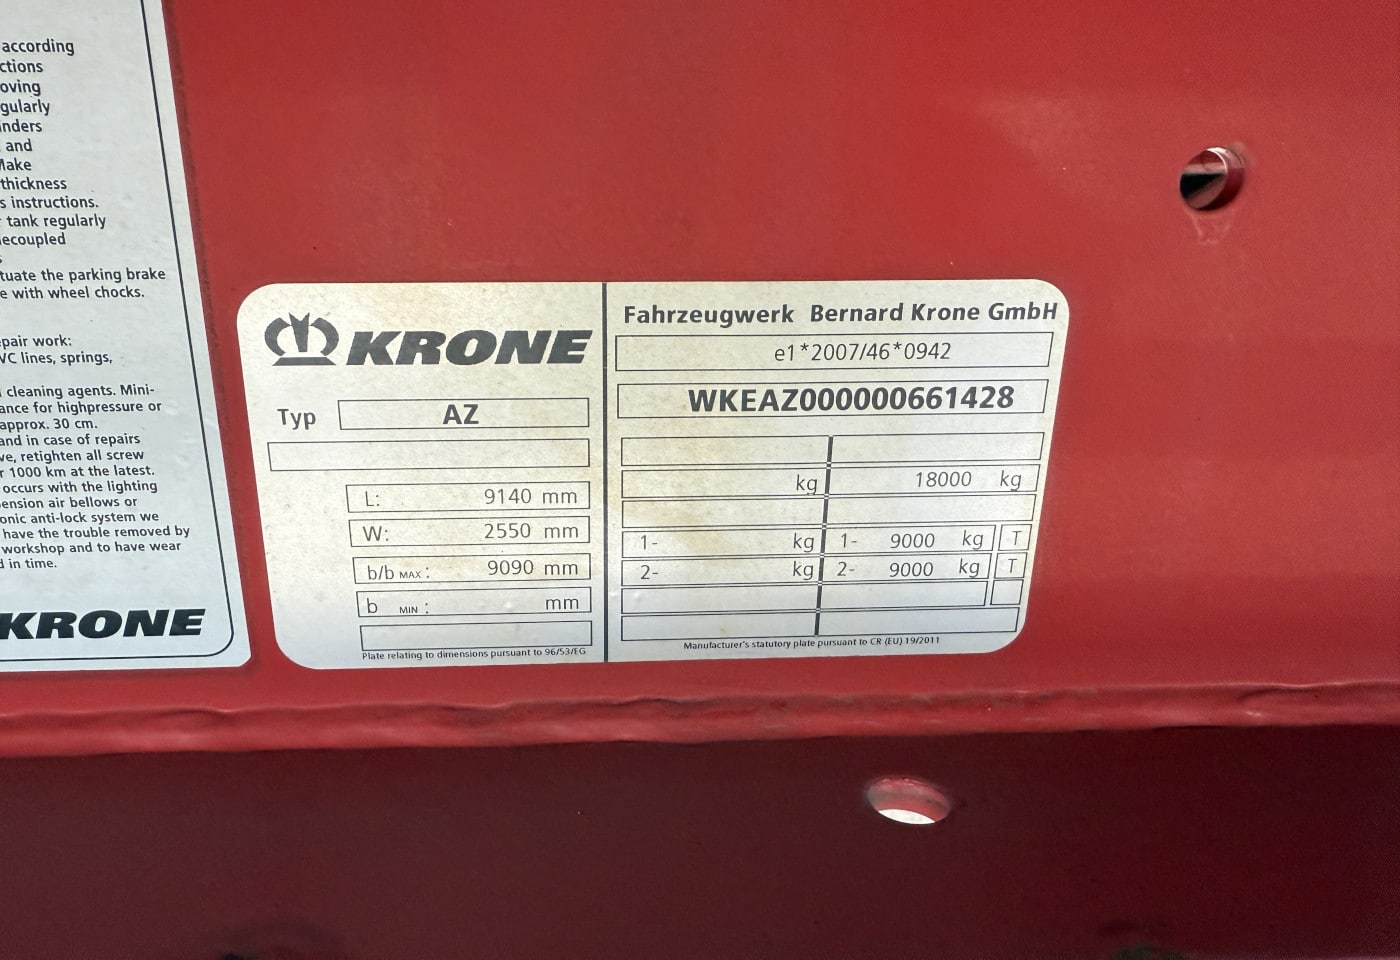 according
ctions
oving
gularly
inders
and
Make
thickness
s instructions.
tank regularly
decoupled
s
tuate the parking brake
e with wheel chocks.
epair work:
VC lines, springs,
cleaning agents. Mini-
ance for highpressure or
approx. 30 cm.
and in case of repairs
ve, retighten all screw
r 1000 km at the latest.
occurs with the lighting
pension air bellows or
onic anti-lock system we
have the trouble removed by
workshop and to have wear
d in time.
KRONE
KRONE
Typ AZ
L: 9140 mm
W: 2550 mm
b/b MAX : 9090 mm
b MIN : mm
Plate relating to dimensions pursuant to 96/53/EG
Fahrzeugwerk Bernard Krone GmbH
e1*2007/46*0942
WKEAZ000000661428
kg 18000 kg
1- kg 1- 9000 kg T
2- kg 2- 9000 kg T
Manufacturer's statutory plate pursuant to CR (EU) 19/2011